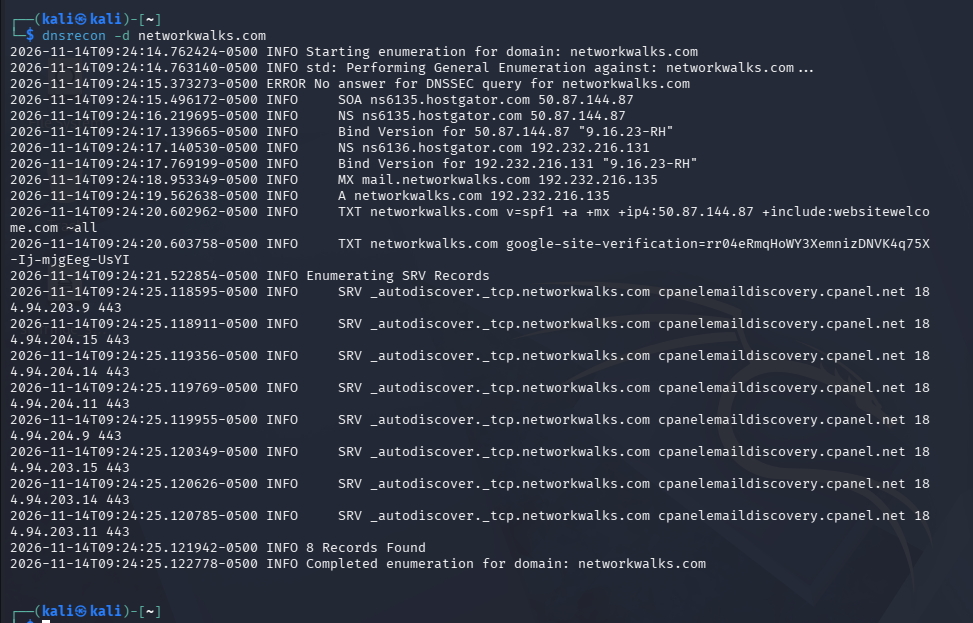 ┌──(kali㉿kali)-[~]
└─$ dnsrecon -d networkwalks.com
2026-11-14T09:24:14.762424-0500 INFO Starting enumeration for domain: networkwalks.com
2026-11-14T09:24:14.763140-0500 INFO std: Performing General Enumeration against: networkwalks.com...
2026-11-14T09:24:15.373273-0500 ERROR No answer for DNSSEC query for networkwalks.com
2026-11-14T09:24:15.496172-0500 INFO     SOA ns6135.hostgator.com 50.87.144.87
2026-11-14T09:24:16.219695-0500 INFO     NS ns6135.hostgator.com 50.87.144.87
2026-11-14T09:24:17.139665-0500 INFO     Bind Version for 50.87.144.87 "9.16.23-RH"
2026-11-14T09:24:17.140530-0500 INFO     NS ns6136.hostgator.com 192.232.216.131
2026-11-14T09:24:17.769199-0500 INFO     Bind Version for 192.232.216.131 "9.16.23-RH"
2026-11-14T09:24:18.953349-0500 INFO     MX mail.networkwalks.com 192.232.216.135
2026-11-14T09:24:19.562638-0500 INFO     A networkwalks.com 192.232.216.135
2026-11-14T09:24:20.602962-0500 INFO     TXT networkwalks.com v=spf1 +a +mx +ip4:50.87.144.87 +include:websitewelco
me.com ~all
2026-11-14T09:24:20.603758-0500 INFO     TXT networkwalks.com google-site-verification=rr04eRmqHoWY3XemnizDNVK4q75X
-Ij-mjgEeg-UsYI
2026-11-14T09:24:21.522854-0500 INFO Enumerating SRV Records
2026-11-14T09:24:25.118595-0500 INFO     SRV _autodiscover._tcp.networkwalks.com cpanelemaildiscovery.cpanel.net 18
4.94.203.9 443
2026-11-14T09:24:25.118911-0500 INFO     SRV _autodiscover._tcp.networkwalks.com cpanelemaildiscovery.cpanel.net 18
4.94.204.15 443
2026-11-14T09:24:25.119356-0500 INFO     SRV _autodiscover._tcp.networkwalks.com cpanelemaildiscovery.cpanel.net 18
4.94.204.14 443
2026-11-14T09:24:25.119769-0500 INFO     SRV _autodiscover._tcp.networkwalks.com cpanelemaildiscovery.cpanel.net 18
4.94.204.11 443
2026-11-14T09:24:25.119955-0500 INFO     SRV _autodiscover._tcp.networkwalks.com cpanelemaildiscovery.cpanel.net 18
4.94.204.9 443
2026-11-14T09:24:25.120349-0500 INFO     SRV _autodiscover._tcp.networkwalks.com cpanelemaildiscovery.cpanel.net 18
4.94.203.15 443
2026-11-14T09:24:25.120626-0500 INFO     SRV _autodiscover._tcp.networkwalks.com cpanelemaildiscovery.cpanel.net 18
4.94.203.14 443
2026-11-14T09:24:25.120785-0500 INFO     SRV _autodiscover._tcp.networkwalks.com cpanelemaildiscovery.cpanel.net 18
4.94.203.11 443
2026-11-14T09:24:25.121942-0500 INFO 8 Records Found
2026-11-14T09:24:25.122778-0500 INFO Completed enumeration for domain: networkwalks.com
┌──(kali㉿kali)-[~]